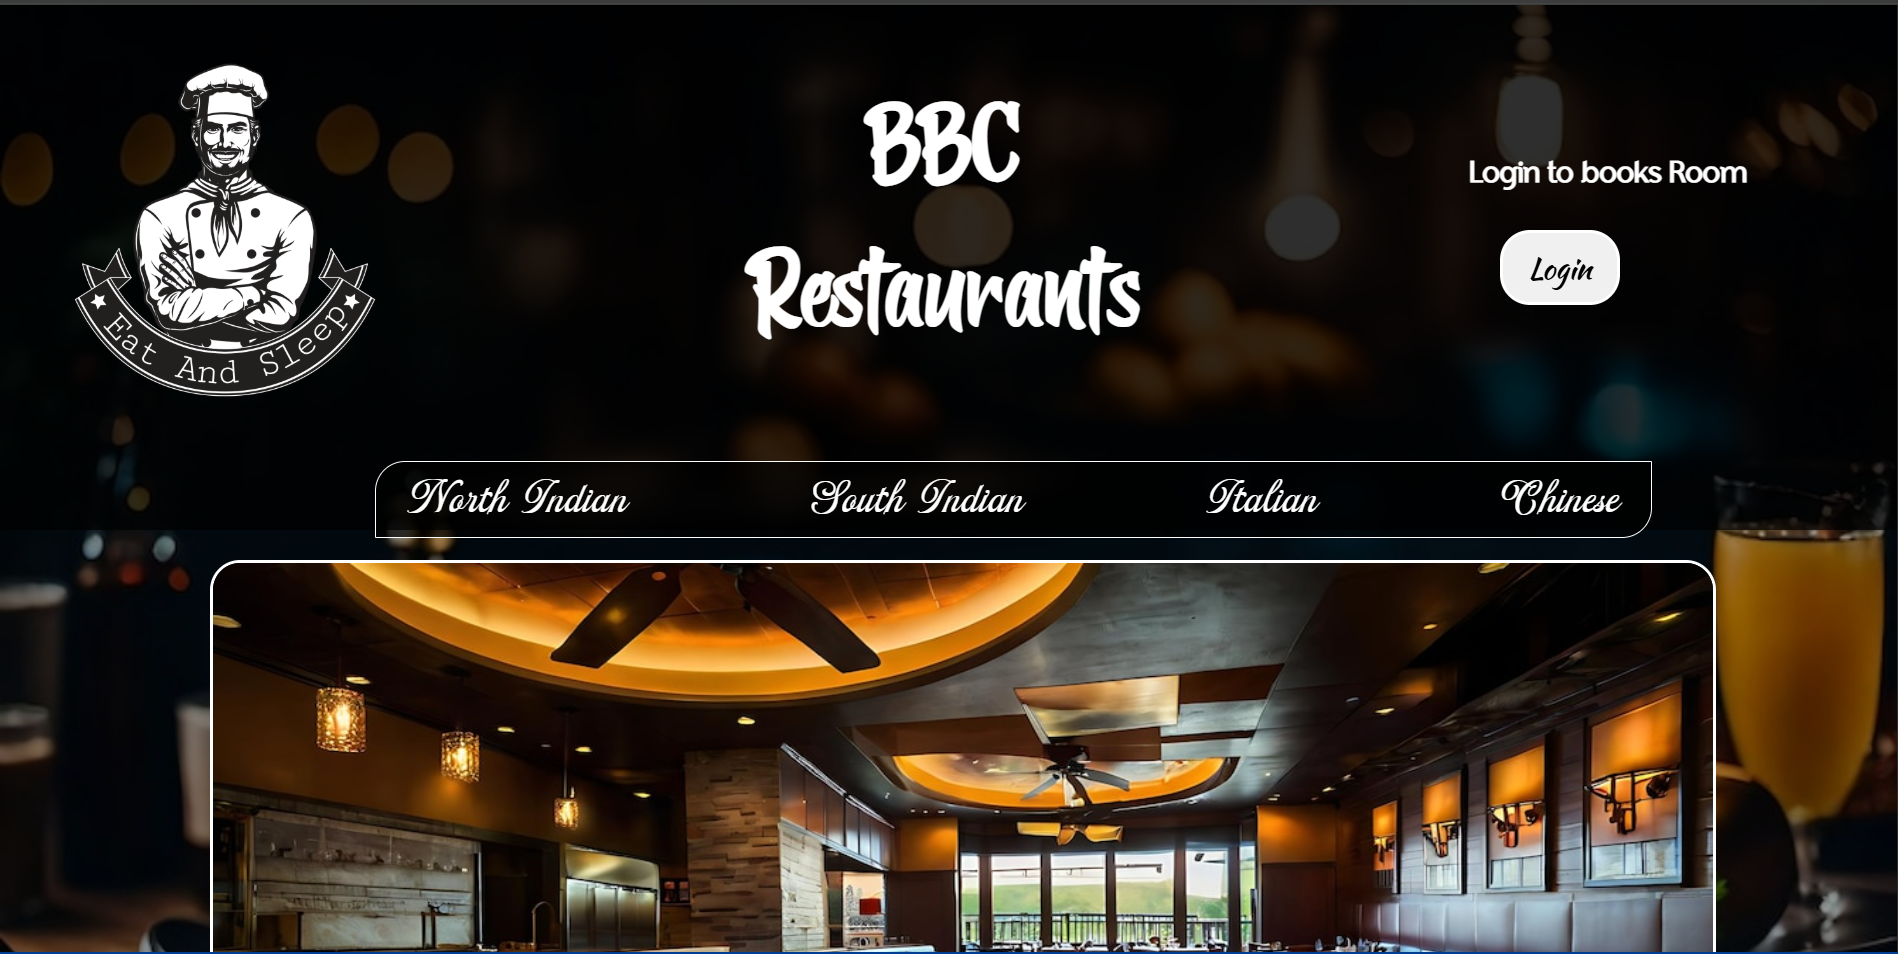 Eat And Sleep
BBC
Restaurants
Login to books Room
Login
North Indian
South Indian
Italian
Chinese